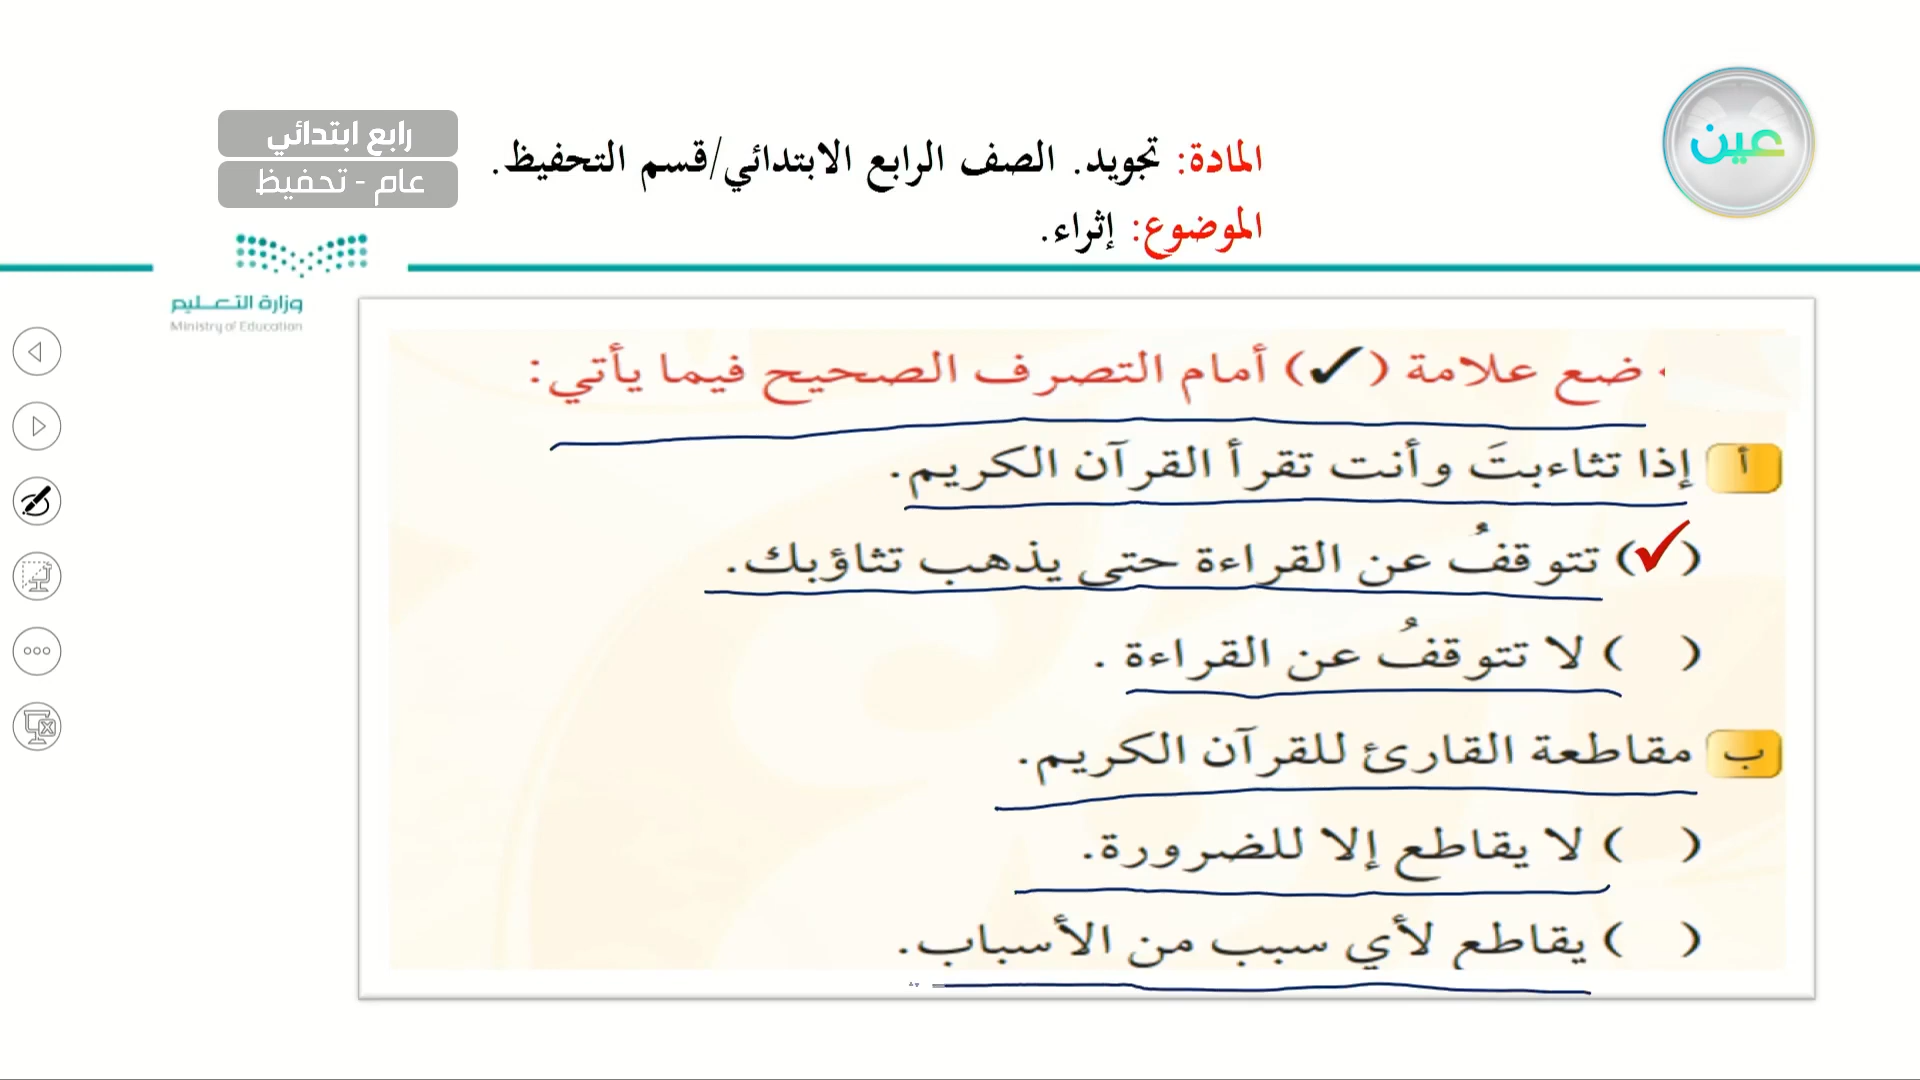 عين
رابع ابتدائي
عام - تحفيظ
المادة: تجويد. الصف الرابع الابتدائي/قسم التحفيظ.
الموضوع: إثراء.
وزارة التعليم
Ministry of Education
ضع علامة (✓) أمام التصرف الصحيح فيما يأتي:
أ إذا تثاءبتَ وأنت تقرأ القرآن الكريم.
(✓) تتوقفُ عن القراءة حتى يذهب تثاؤبك.
( ) لا تتوقفُ عن القراءة .
ب مقاطعة القارئ للقرآن الكريم.
( ) لا يقاطع إلا للضرورة.
( ) يقاطع لأي سبب من الأسباب.